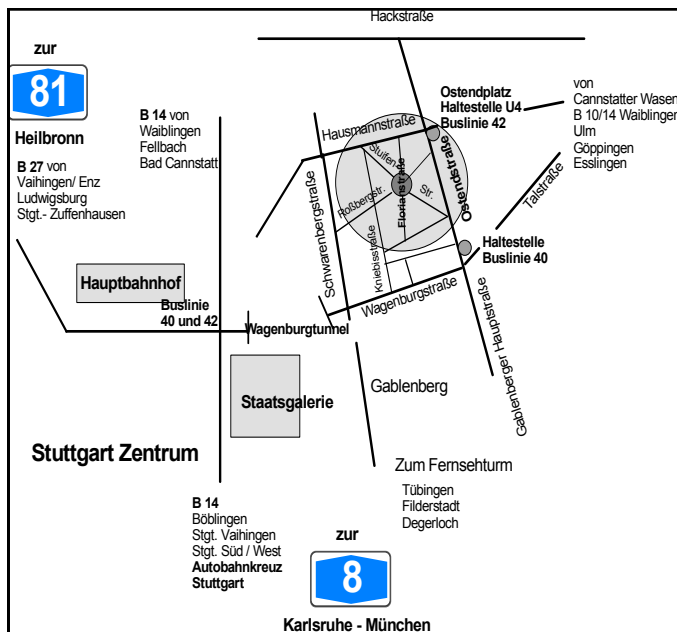 Hackstraße
zur
81
Heilbronn
B 27 von
Vaihingen/ Enz
Ludwigsburg
Stgt.- Zuffenhausen
B 14 von
Waiblingen
Fellbach
Bad Cannstatt
Ostendplatz
Haltestelle U4
Buslinie 42
von
Cannstatter Wasen
B 10/14 Waiblingen
Ulm
Göppingen
Esslingen
Hausmannstraße
Stuifen-
Str.
Roßbergstr.
Florianstraße
Ostendstraße
Talstraße
Schwarenbergstraße
Kniebisstraße
Haltestelle
Buslinie 40
Wagenburgstraße
Gablenberger Hauptstraße
Hauptbahnhof
Buslinie
40 und 42
Wagenburgtunnel
Staatsgalerie
Gablenberg
Stuttgart Zentrum
Zum Fernsehturm
Tübingen
Filderstadt
Degerloch
B 14
Böblingen
Stgt. Vaihingen
Stgt. Süd / West
Autobahnkreuz
Stuttgart
zur
8
Karlsruhe - München